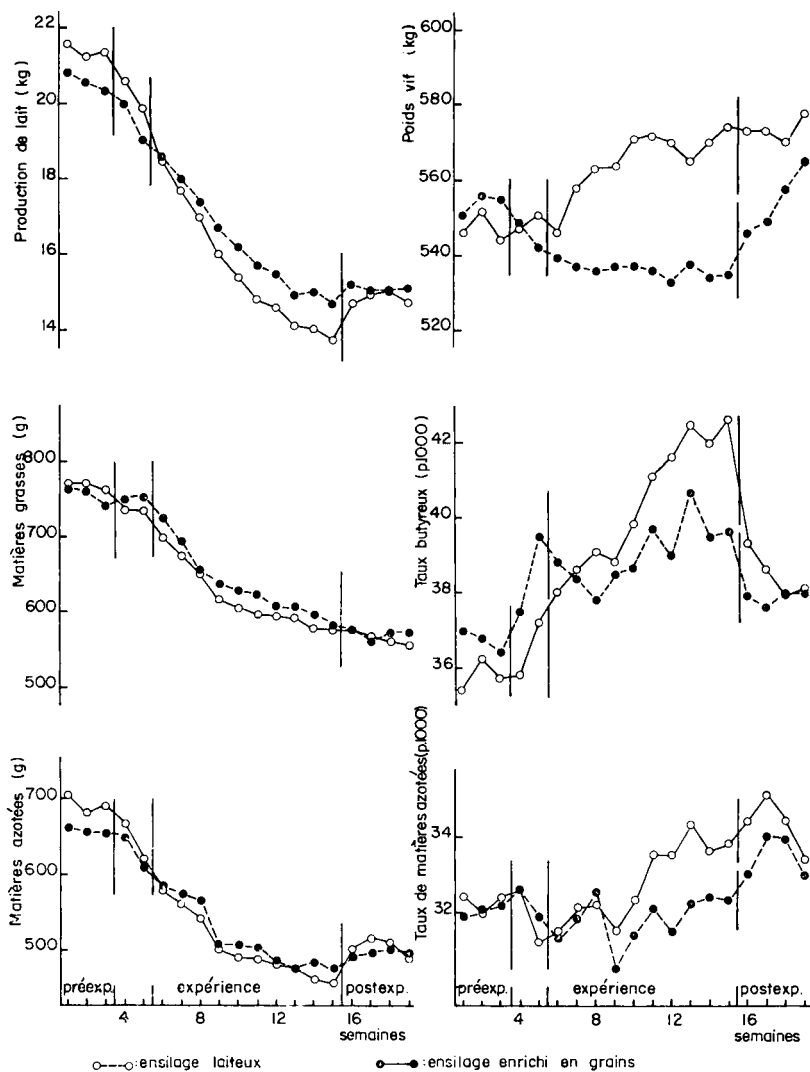 Production de lait (kg)
22
20
18
16
14
Poids vif (kg)
600
580
560
540
520
Matières grasses (g)
800
700
600
500
Taux butyreux (p.1000)
42
40
38
36
Matières azotées (g)
700
600
500
Taux de matières azotées (p.1000)
34
32
préexp. expérience postexp.
4 8 12 16
semaines
préexp. expérience postexp.
4 8 12 16
semaines
:ensilage laiteux
:ensilage enrichi en grains